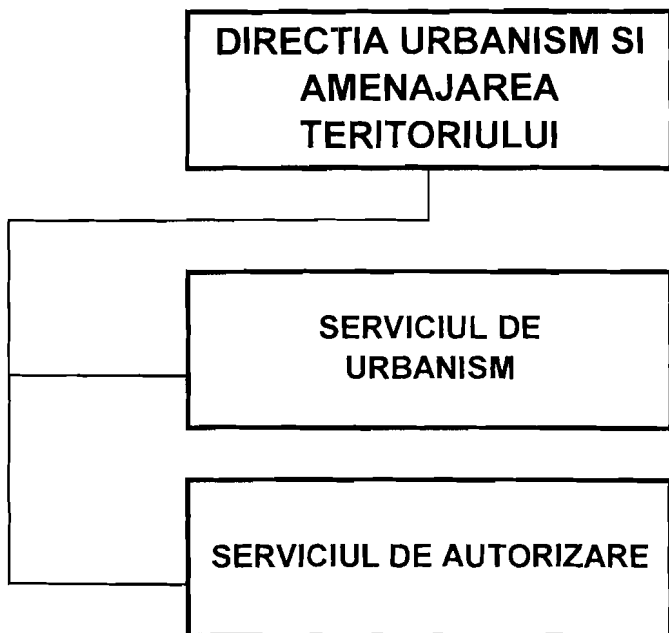 DIRECTIA URBANISM SI
AMENAJAREA
TERITORIULUI
SERVICIUL DE
URBANISM
SERVICIUL DE AUTORIZARE